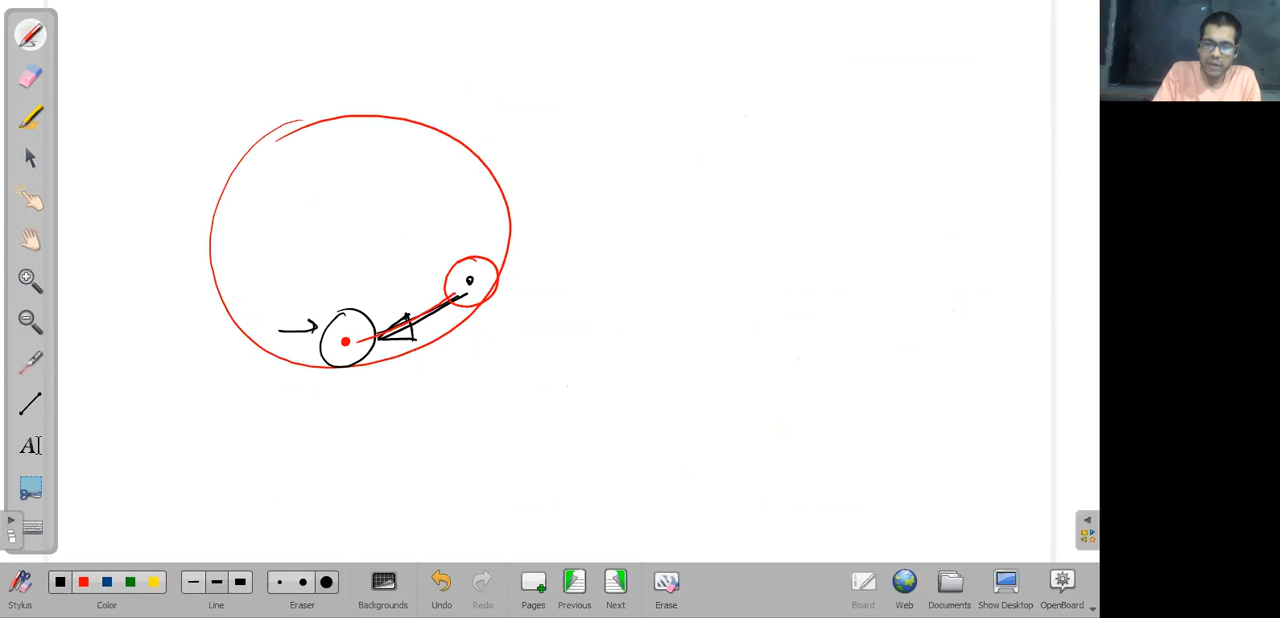 A
Stylus
Color
Line
Eraser
Backgrounds
Undo
Redo
Pages
Previous
Next
Erase
Board
Web
Documents
Show Desktop
OpenBoard